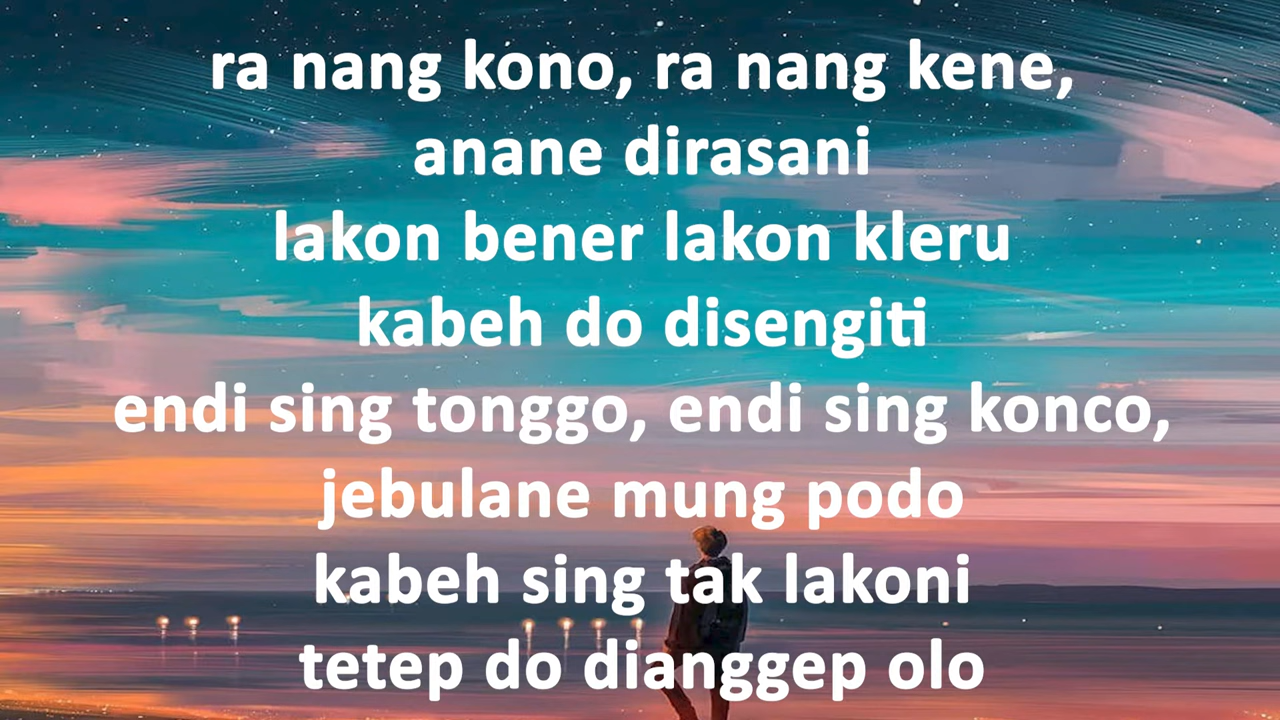 ra nang kono, ra nang kene,
anane dirasani
lakon bener lakon kleru
kabeh do disengiti
endi sing tonggo, endi sing konco,
jebulane mung podo
kabeh sing tak lakoni
tetep do dianggep olo